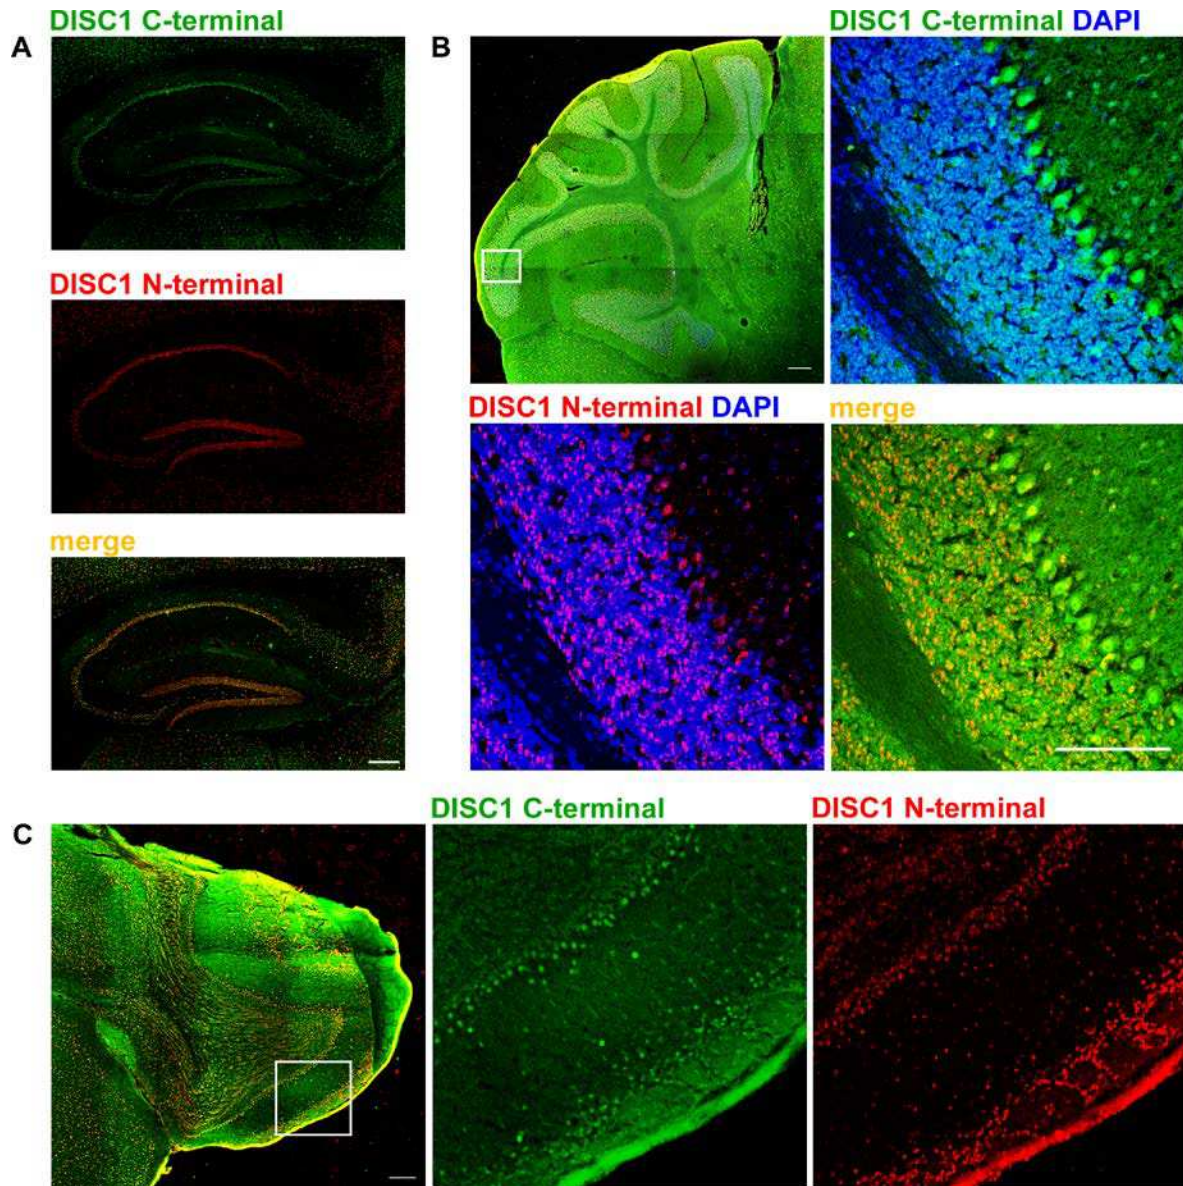 DISC1 C-terminal
A
DISC1 N-terminal
merge
B
DISC1 C-terminal DAPI
DISC1 N-terminal DAPI
merge
C
DISC1 C-terminal
DISC1 N-terminal